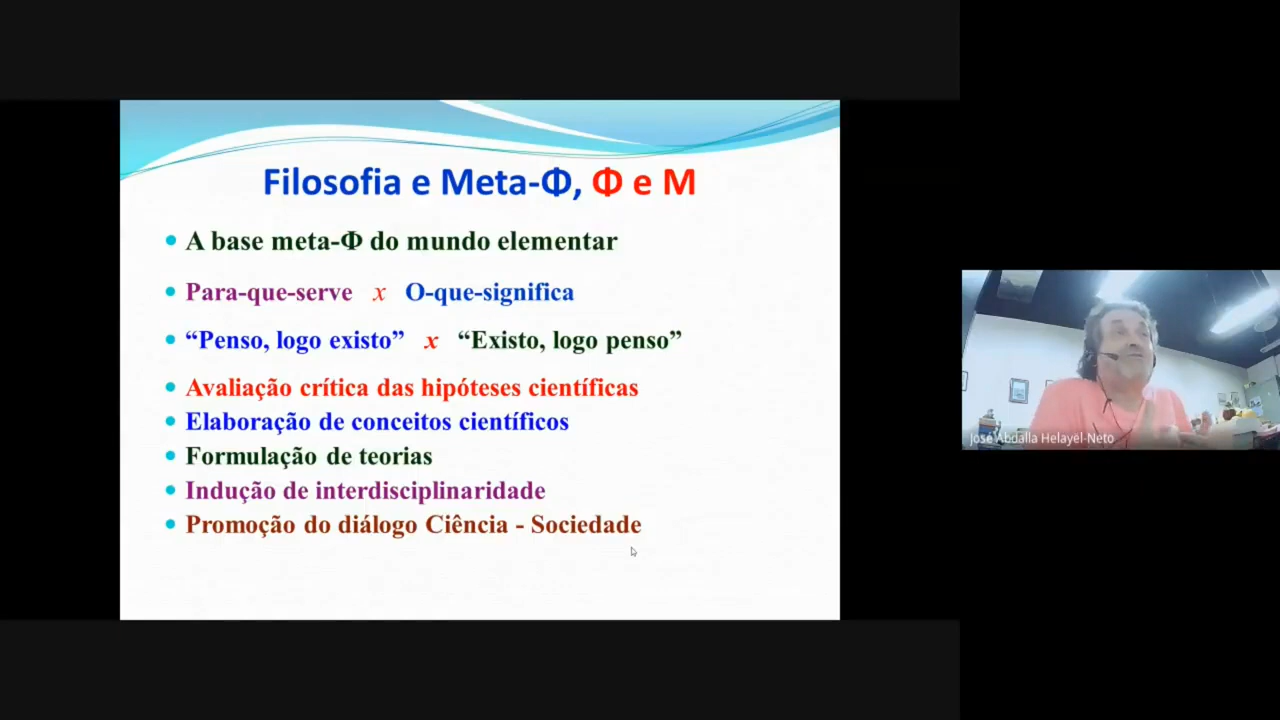 Filosofia e Meta-Φ, Φ e M
A base meta-Φ do mundo elementar
Para-que-serve x O-que-significa
“Penso, logo existo” x “Existo, logo penso”
Avaliação crítica das hipóteses científicas
Elaboração de conceitos científicos
Formulação de teorias
Indução de interdisciplinaridade
Promoção do diálogo Ciência - Sociedade
José Abdalla Helayël-Neto